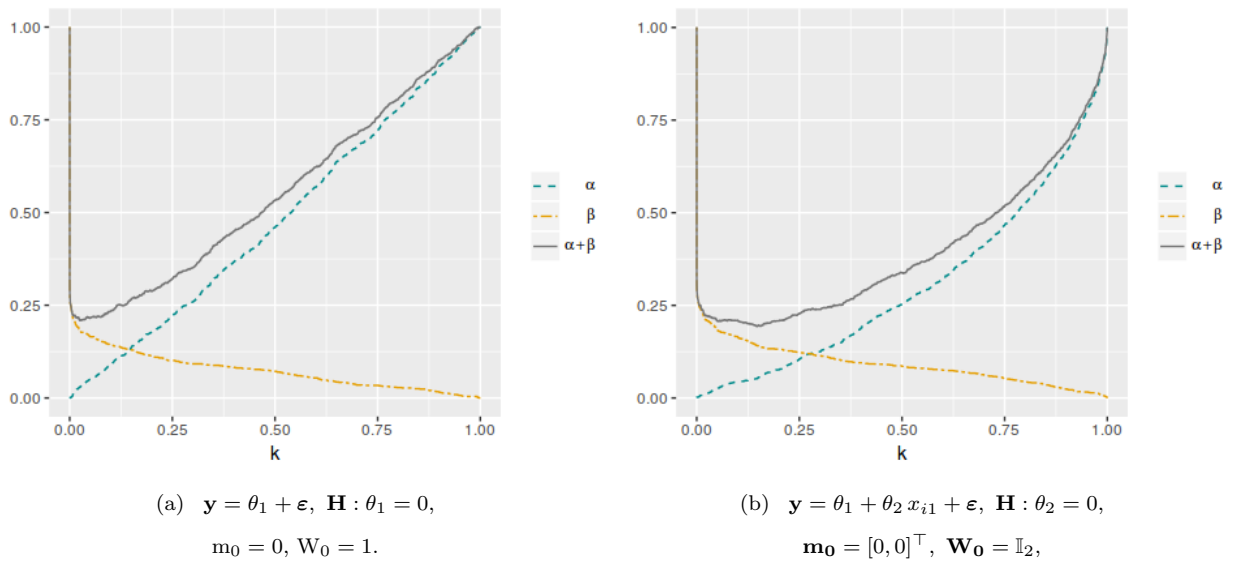 1.00
0.75
0.50
0.25
0.00
0.00 0.25 0.50 0.75 1.00
k
α
β
α+β
(a) y = θ₁ + ε, H : θ₁ = 0,
m₀ = 0, W₀ = 1.
1.00
0.75
0.50
0.25
0.00
0.00 0.25 0.50 0.75 1.00
k
α
β
α+β
(b) y = θ₁ + θ₂ xᵢ₁ + ε, H : θ₂ = 0,
m₀ = [0, 0]⊤, W₀ = 𝕀₂,